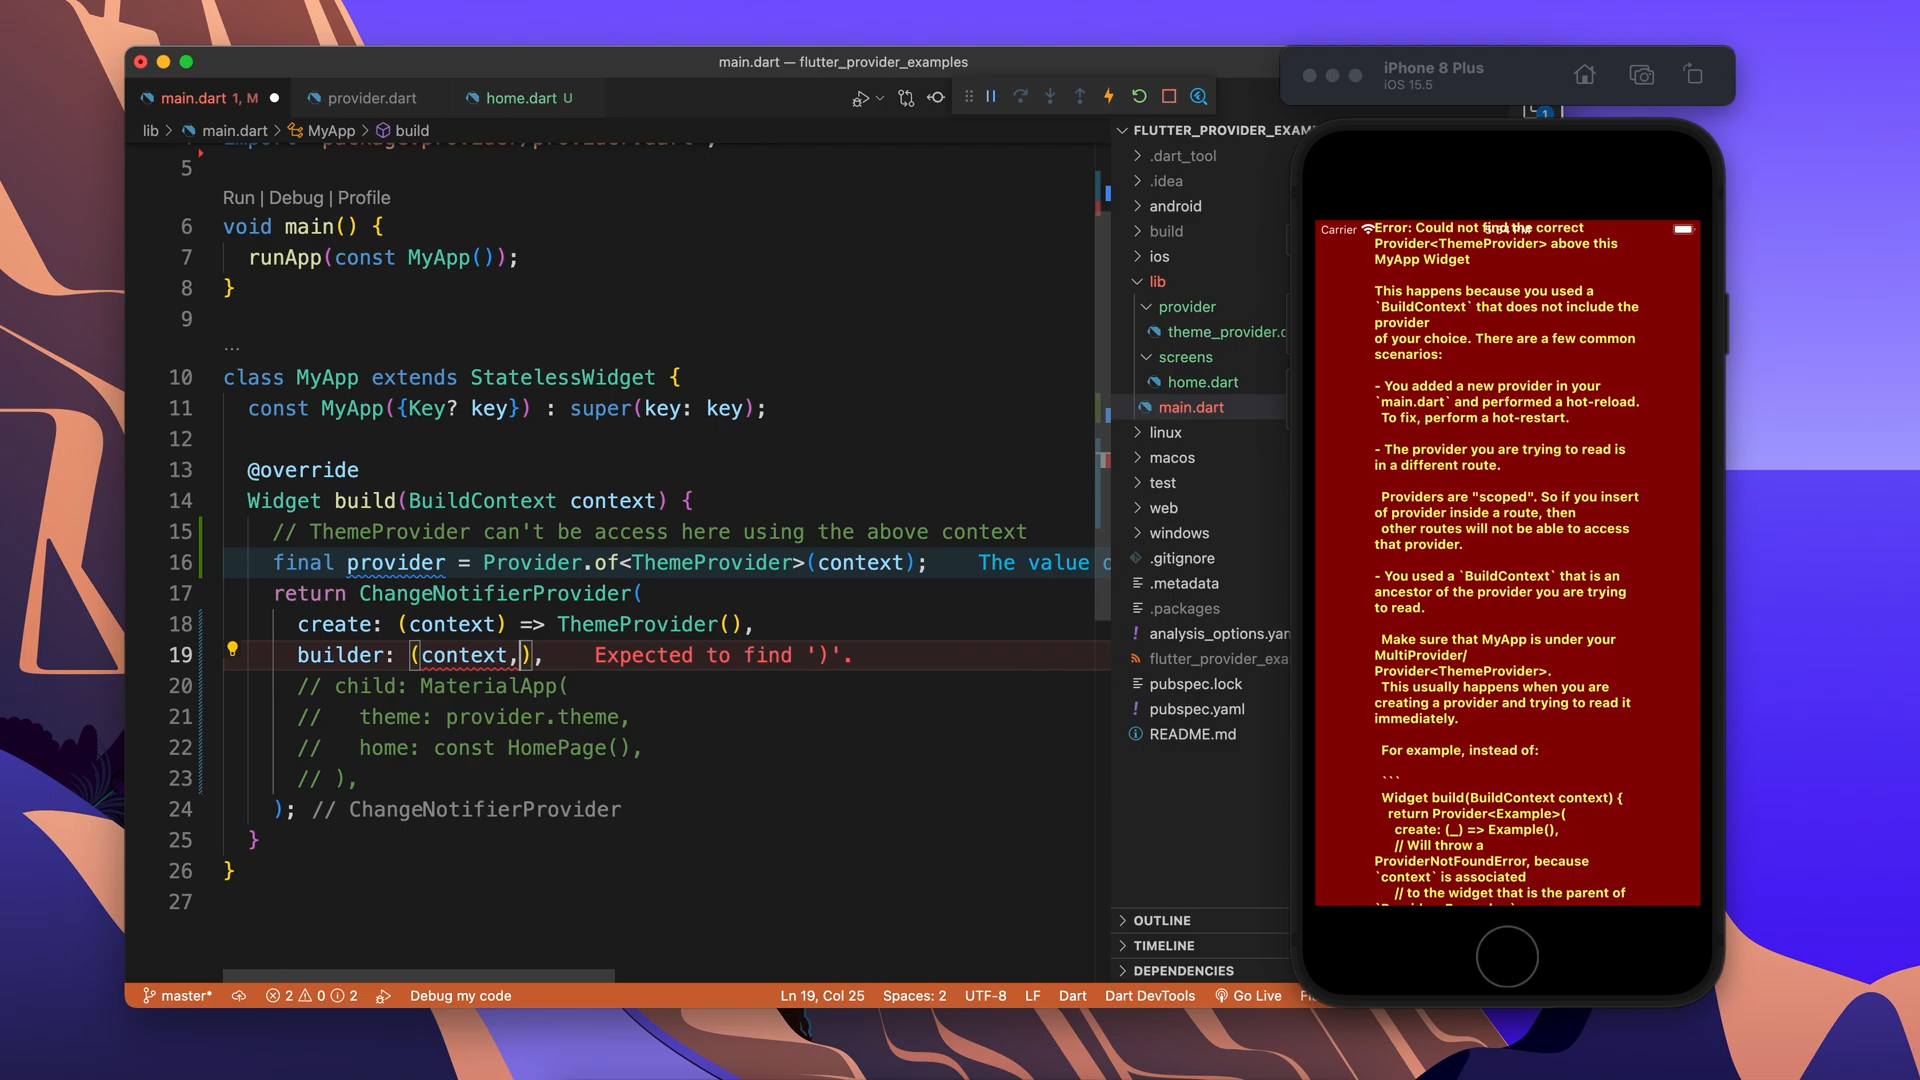 main.dart — flutter_provider_examples
main.dart 1, M
provider.dart
home.dart U
lib > main.dart > MyApp > build
5
Run | Debug | Profile
6 void main() {
7 runApp(const MyApp());
8 }
9
...
10 class MyApp extends StatelessWidget {
11 const MyApp({Key? key}) : super(key: key);
12
13 @override
14 Widget build(BuildContext context) {
15 // ThemeProvider can't be access here using the above context
16 final provider = Provider.of<ThemeProvider>(context); The value
17 return ChangeNotifierProvider(
18 create: (context) => ThemeProvider(),
19 builder: (context,), Expected to find ')'.
20 // child: MaterialApp(
21 // theme: provider.theme,
22 // home: const HomePage(),
23 // ),
24 ); // ChangeNotifierProvider
25 }
26 }
27
FLUTTER_PROVIDER_EXAM
.dart_tool
.idea
android
build
ios
lib
provider
theme_provider.d
screens
home.dart
main.dart
linux
macos
test
web
windows
.gitignore
.metadata
.packages
analysis_options.yam
flutter_provider_exa
pubspec.lock
pubspec.yaml
README.md
OUTLINE
TIMELINE
DEPENDENCIES
master* 2 0 2 Debug my code Ln 19, Col 25 Spaces: 2 UTF-8 LF Dart Dart DevTools Go Live
iPhone 8 Plus
iOS 15.5
1
Carrier
Error: Could not find the correct
Provider<ThemeProvider> above this
MyApp Widget
This happens because you used a
`BuildContext` that does not include the
provider
of your choice. There are a few common
scenarios:
- You added a new provider in your
`main.dart` and performed a hot-reload.
To fix, perform a hot-restart.
- The provider you are trying to read is
in a different route.
Providers are "scoped". So if you insert
of provider inside a route, then
other routes will not be able to access
that provider.
- You used a `BuildContext` that is an
ancestor of the provider you are trying
to read.
Make sure that MyApp is under your
MultiProvider/
Provider<ThemeProvider>.
This usually happens when you are
creating a provider and trying to read it
immediately.
For example, instead of:
```
Widget build(BuildContext context) {
return Provider<Example>(
create: (_) => Example(),
// Will throw a
ProviderNotFoundError, because
`context` is associated
// to the widget that is the parent of